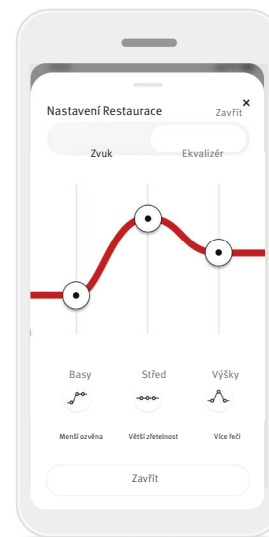 ×
Nastavení Restaurace Zavřít
Zvuk Ekvalizér
Basy Střed Výšky
Menší ozvěna Větší zřetelnost Více řeči
Zavřít